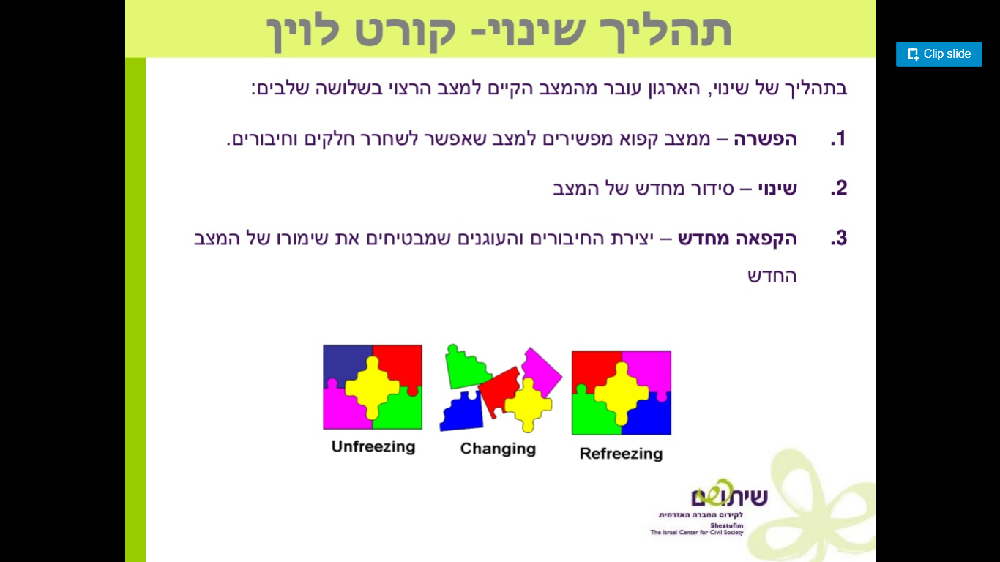 תהליך שינוי- קורט לוין
Clip slide
בתהליך של שינוי, הארגון עובר מהמצב הקיים למצב הרצוי בשלושה שלבים:
1. הפשרה – ממצב קפוא מפשירים למצב שאפשר לשחרר חלקים וחיבורים.
2. שינוי – סידור מחדש של המצב
3. הקפאה מחדש – יצירת החיבורים והעוגנים שמבטיחים את שימורו של המצב
החדש
Unfreezing
Changing
Refreezing
שיתופים
לקידום החברה האזרחית
Sheatufim
The Israel Center for Civil Society